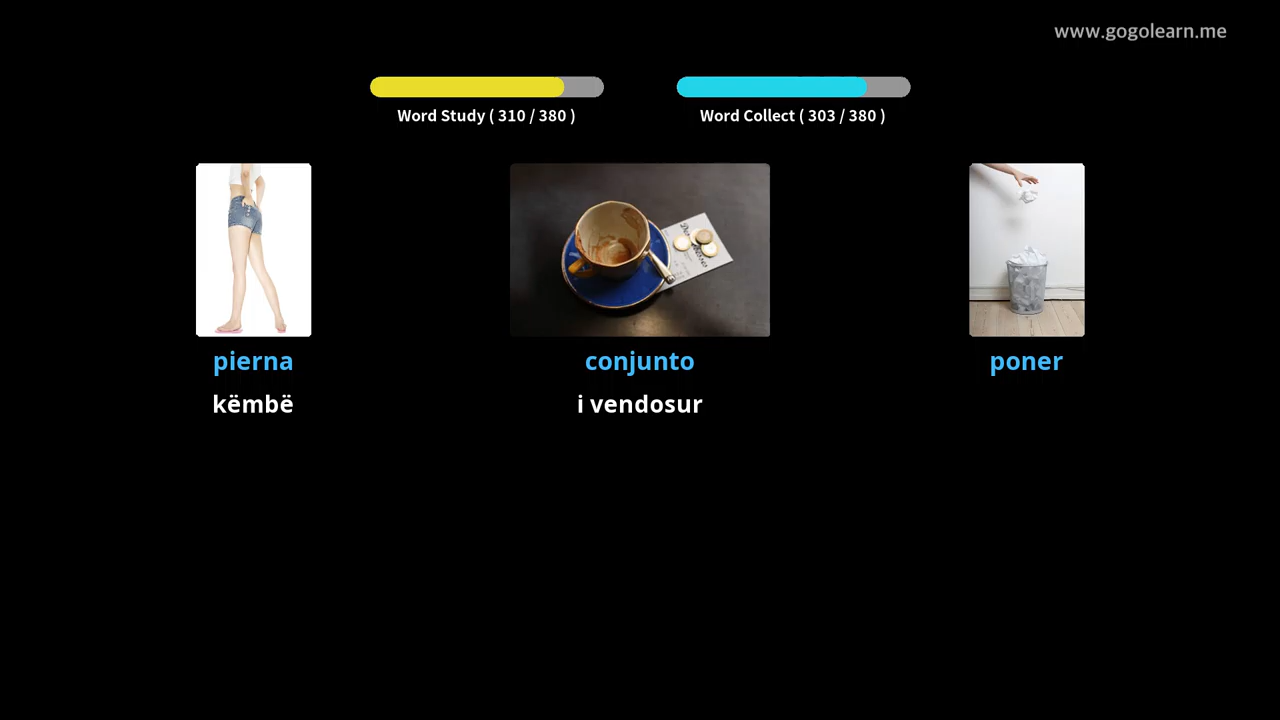 www.gogolearn.me
Word Study ( 310 / 380 )
Word Collect ( 303 / 380 )
pierna
conjunto
poner
këmbë
i vendosur